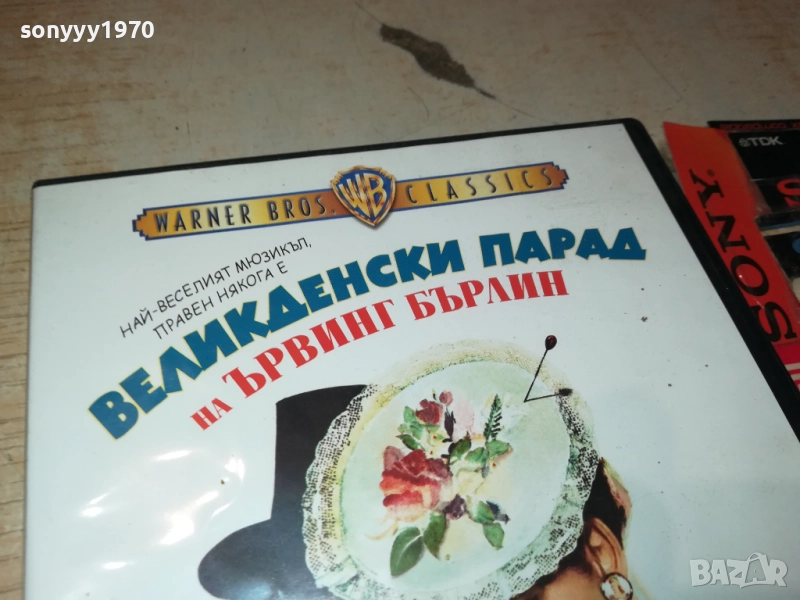 sonyyy1970
WARNER BROS. WB CLASSICS
НАЙ-ВЕСЕЛИЯТ МЮЗИКЪЛ,
ПРАВЕН НЯКОГА Е
ВЕЛИКДЕНСКИ ПАРАД
НА ЪРВИНГ БЪРЛИН
TDK
SONY
BAZAR